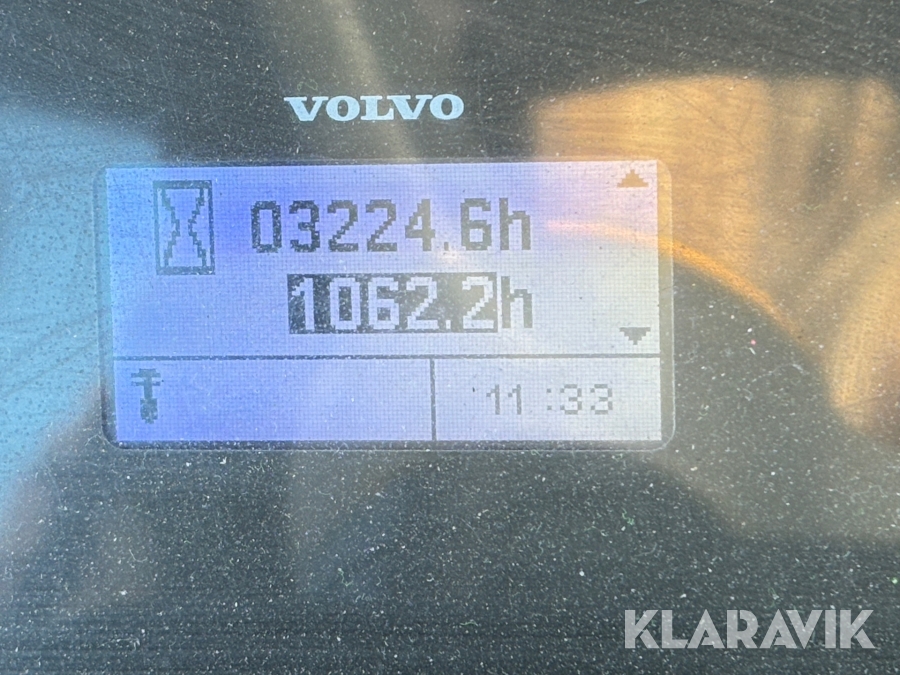 VOLVO
03224.6h
1062.2h
11:33
KLARAVIK